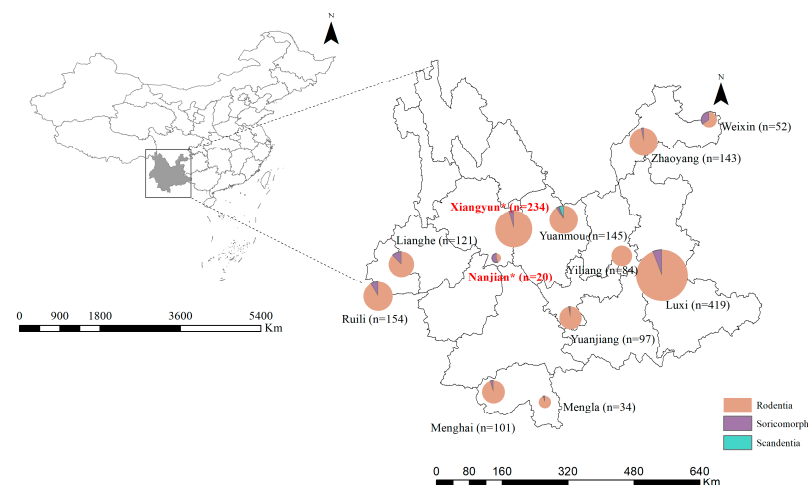 N
N
Weixin (n=52)
Zhaoyang (n=143)
Xiangyun* (n=234)
Yuanmou (n=145)
Lianghe (n=121)
Yiliang (n=84)
Nanjian* (n=20)
Luxi (n=419)
Ruili (n=154)
Yuanjiang (n=97)
Mengla (n=34)
Menghai (n=101)
0 900 1800 3600 5400
Km
Rodentia
Soricomorph
Scandentia
0 80 160 320 480 640
Km